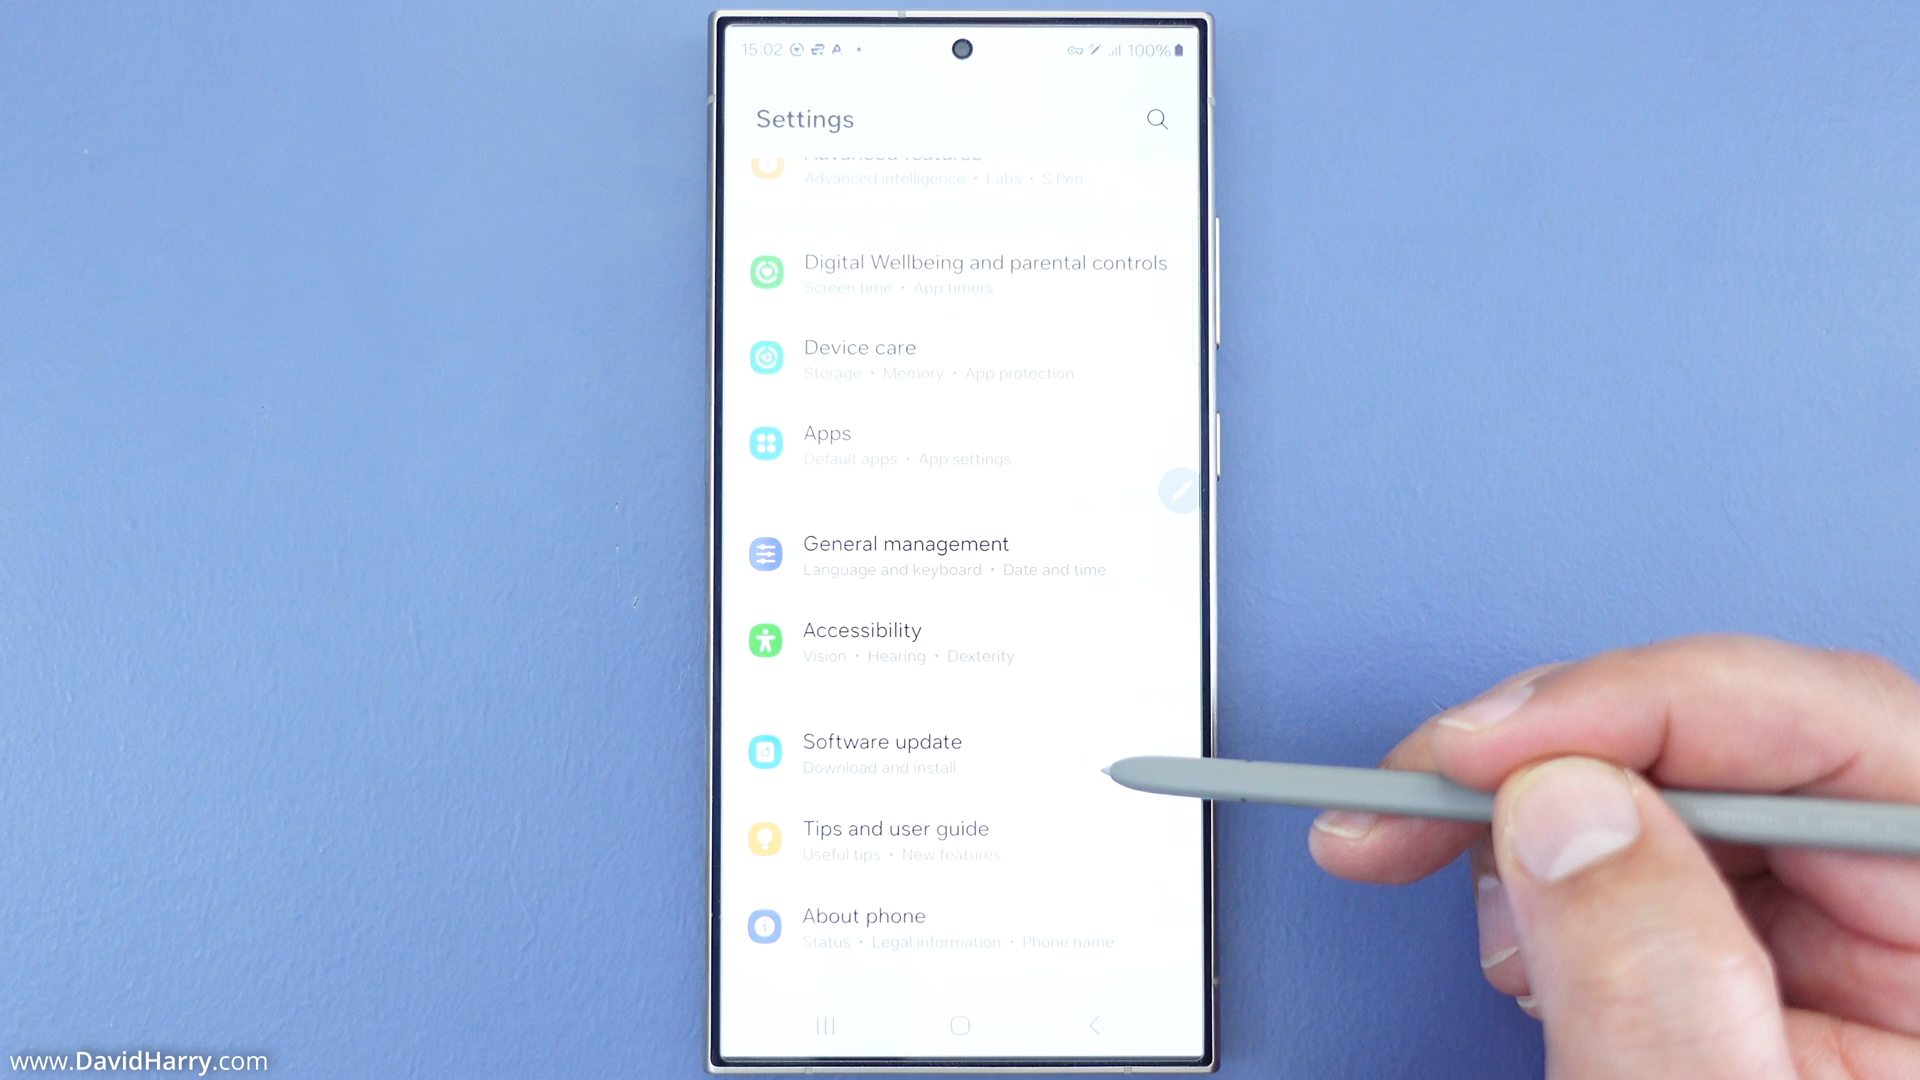 15:02
100%
Settings
Advanced features
Advanced intelligence • Labs • S Pen
Digital Wellbeing and parental controls
Screen time • App timers
Device care
Storage • Memory • App protection
Apps
Default apps • App settings
General management
Language and keyboard • Date and time
Accessibility
Vision • Hearing • Dexterity
Software update
Download and install
Tips and user guide
Useful tips • New features
About phone
Status • Legal information • Phone name
www.DavidHarry.com